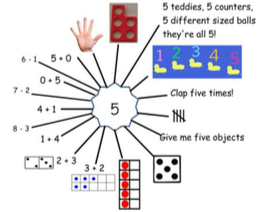 5 teddies, 5 counters,
5 different sized balls
they're all 5!
1 2 3 4 5
6 - 1
5 + 0
0 + 5
7 - 2
4 + 1
8 - 3
1 + 4
2 + 3
3 + 2
5
Clap five times!
Give me five objects